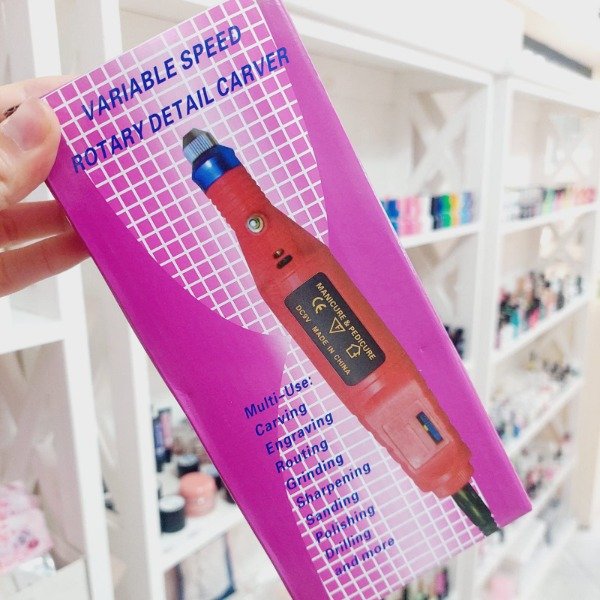 VARIABLE SPEED
ROTARY DETAIL CARVER
MANICURE & PEDICURE
CE
DC9V MADE IN CHINA
Multi-Use:
Carving
Engraving
Routing
Grinding
Sharpening
Sanding
Polishing
Drilling
and more